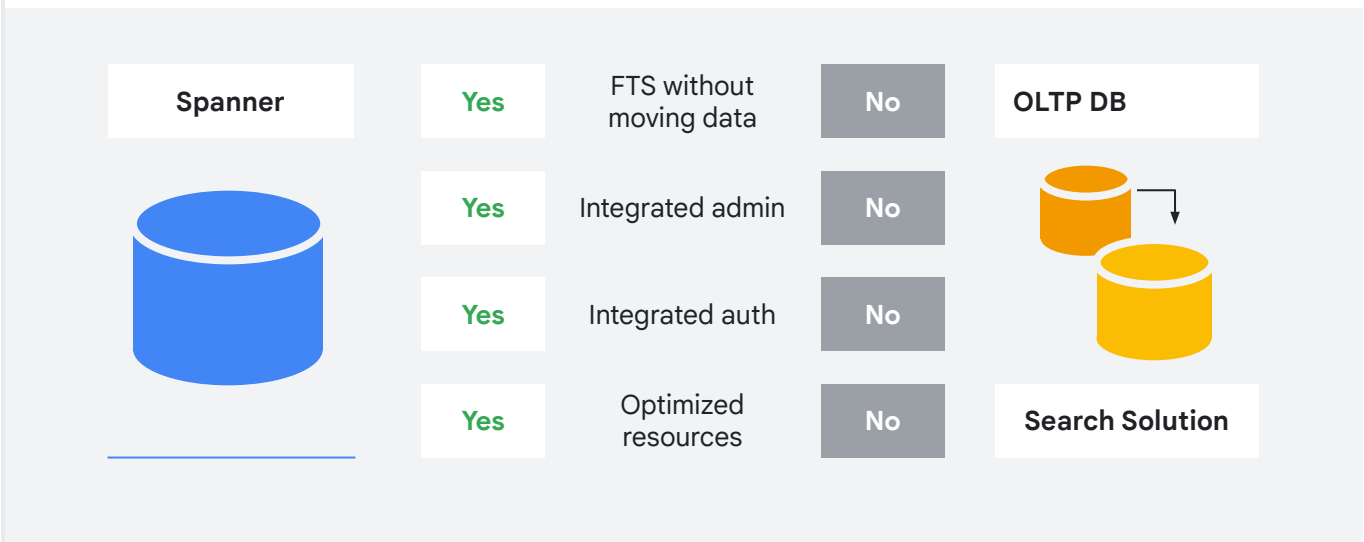 Spanner
Yes
FTS without
moving data
No
OLTP DB
Yes
Integrated admin
No
Yes
Integrated auth
No
Yes
Optimized
resources
No
Search Solution